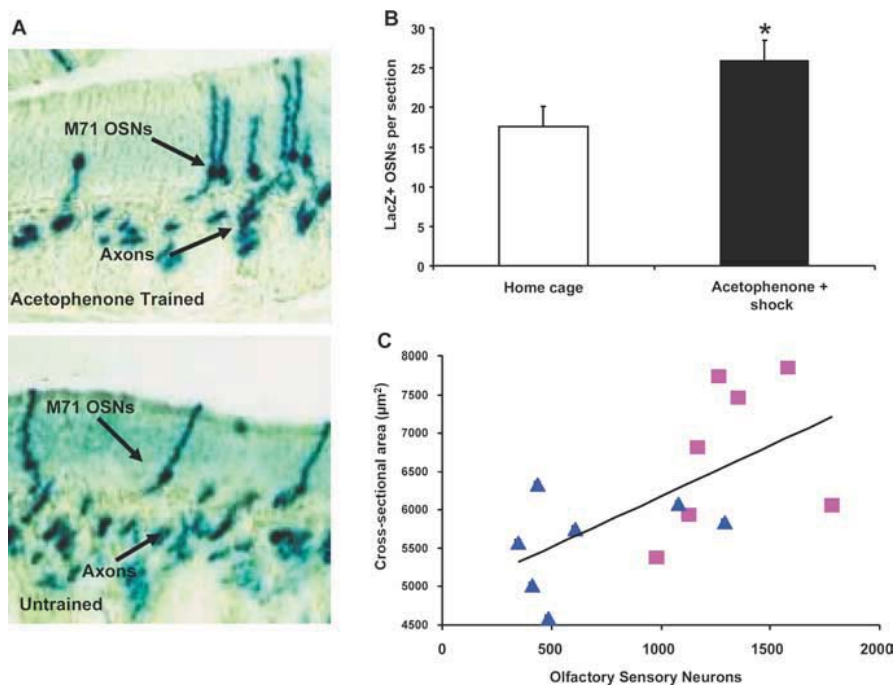 A
M71 OSNs
Axons
Acetophenone Trained
M71 OSNs
Axons
Untrained
B
LacZ+ OSNs per section
30
25
20
15
10
5
0
*
Home cage
Acetophenone +
shock
C
Cross-sectional area (µm²)
8000
7500
7000
6500
6000
5500
5000
4500
0
500
1000
1500
2000
Olfactory Sensory Neurons